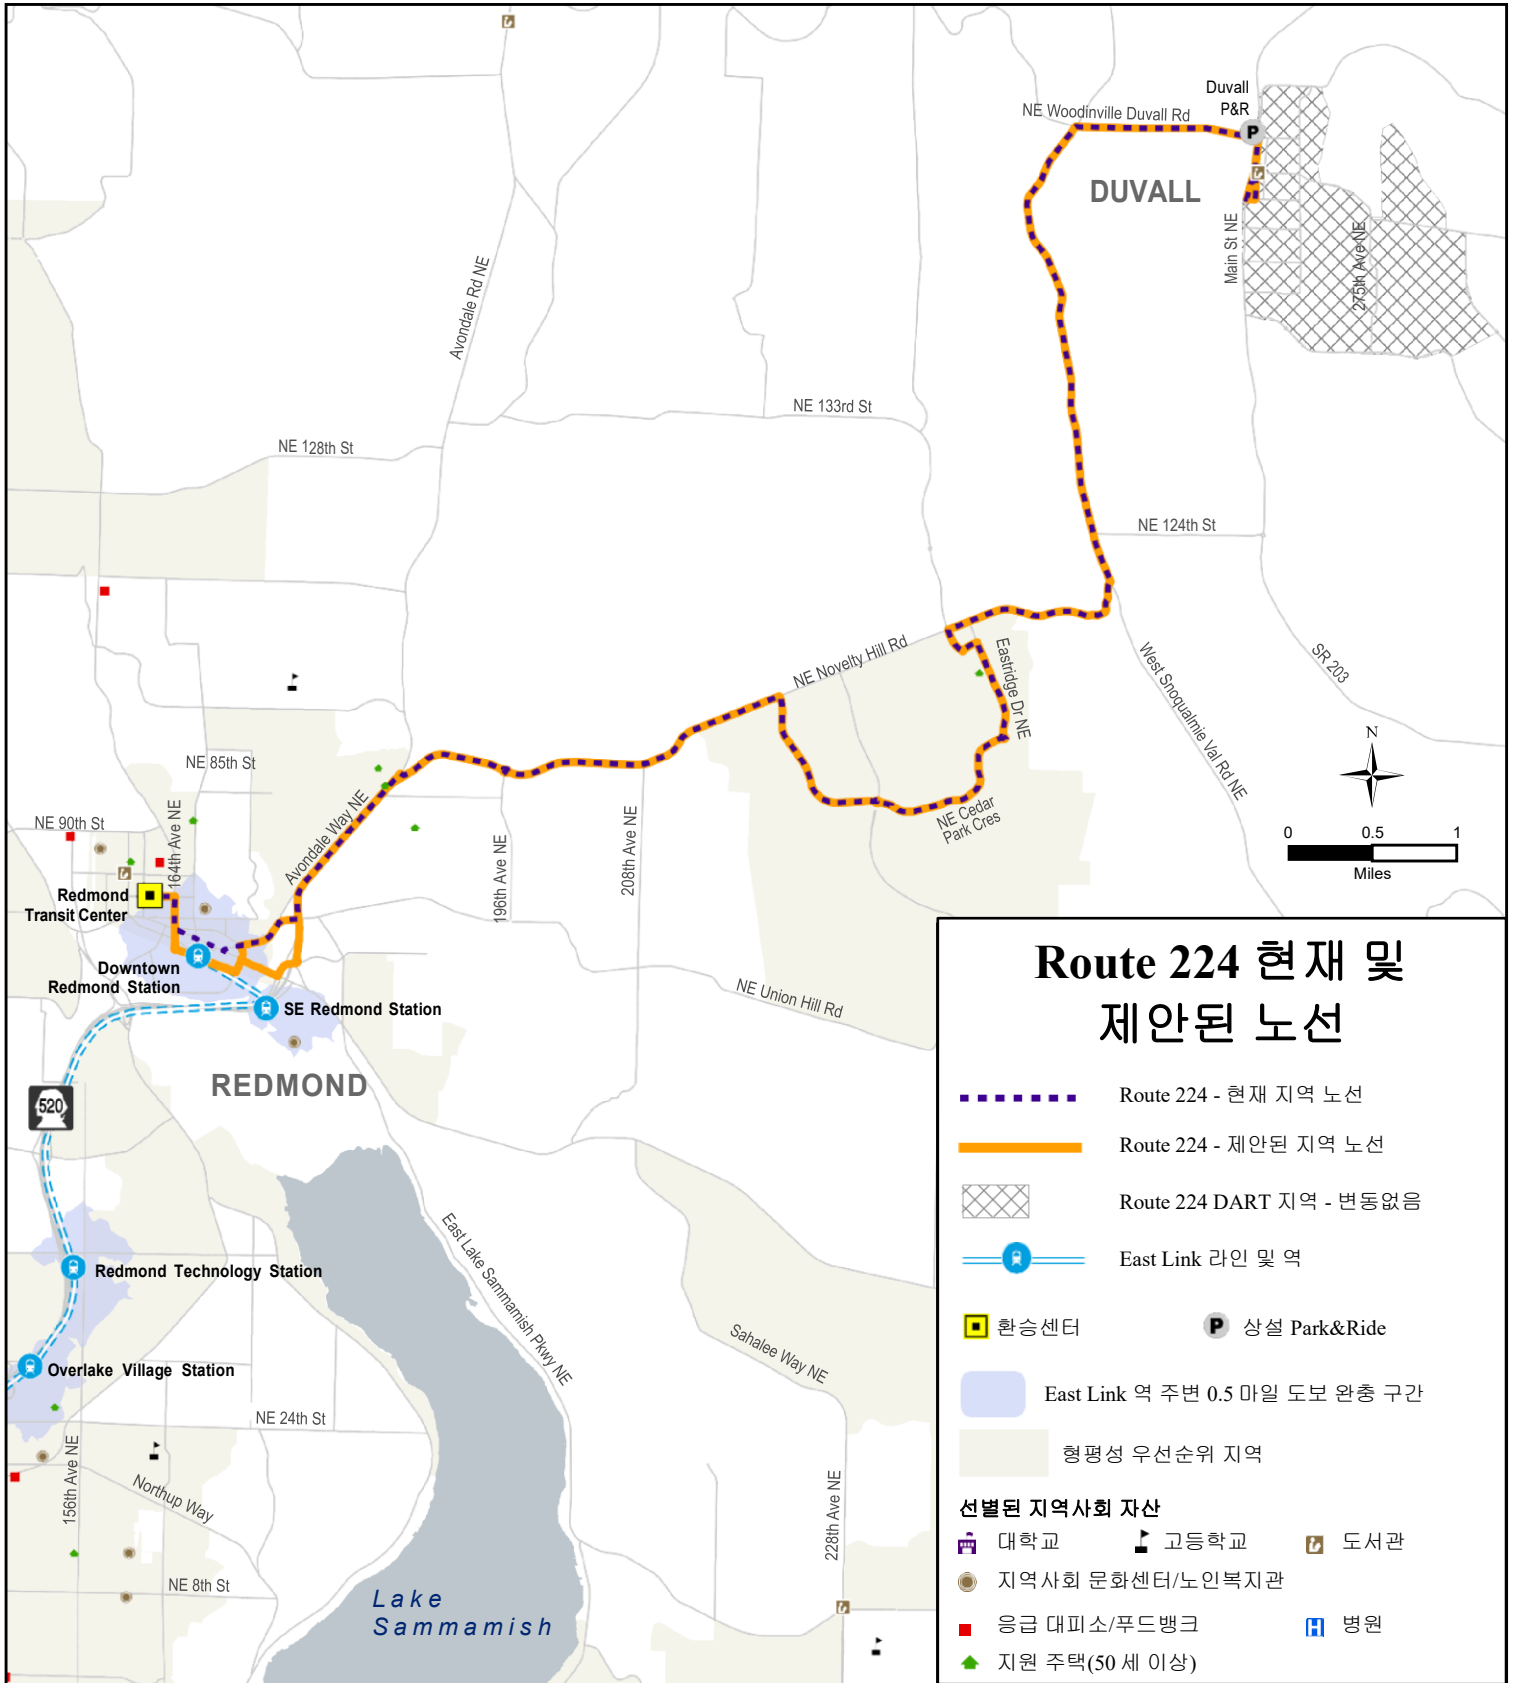 Duvall
P&R
NE Woodinville Duvall Rd
P
DUVALL
Main St NE
275th Ave NE
Avondale Rd NE
NE 133rd St
NE 128th St
NE 124th St
NE Novelty Hill Rd
Eastridge Dr NE
West Snoqualmie Val Rd NE
SR 203
N
NE 85th St
NE 90th St
164th Ave NE
Avondale Way NE
196th Ave NE
208th Ave NE
NE Cedar
Park Cres
0 0.5 1
Miles
Redmond
Transit Center
Downtown
Redmond Station
SE Redmond Station
NE Union Hill Rd
REDMOND
520
Redmond Technology Station
East Lake Sammamish Pkwy NE
Sahalee Way NE
Overlake Village Station
NE 24th St
156th Ave NE
Northup Way
228th Ave NE
NE 8th St
Lake
Sammamish
Route 224 현재 및
제안된 노선
Route 224 - 현재 지역 노선
Route 224 - 제안된 지역 노선
Route 224 DART 지역 - 변동없음
East Link 라인 및 역
환승센터 P 상설 Park&Ride
East Link 역 주변 0.5 마일 도보 완충 구간
형평성 우선순위 지역
선별된 지역사회 자산
대학교 고등학교 도서관
지역사회 문화센터/노인복지관
응급 대피소/푸드뱅크 H 병원
지원 주택(50 세 이상)